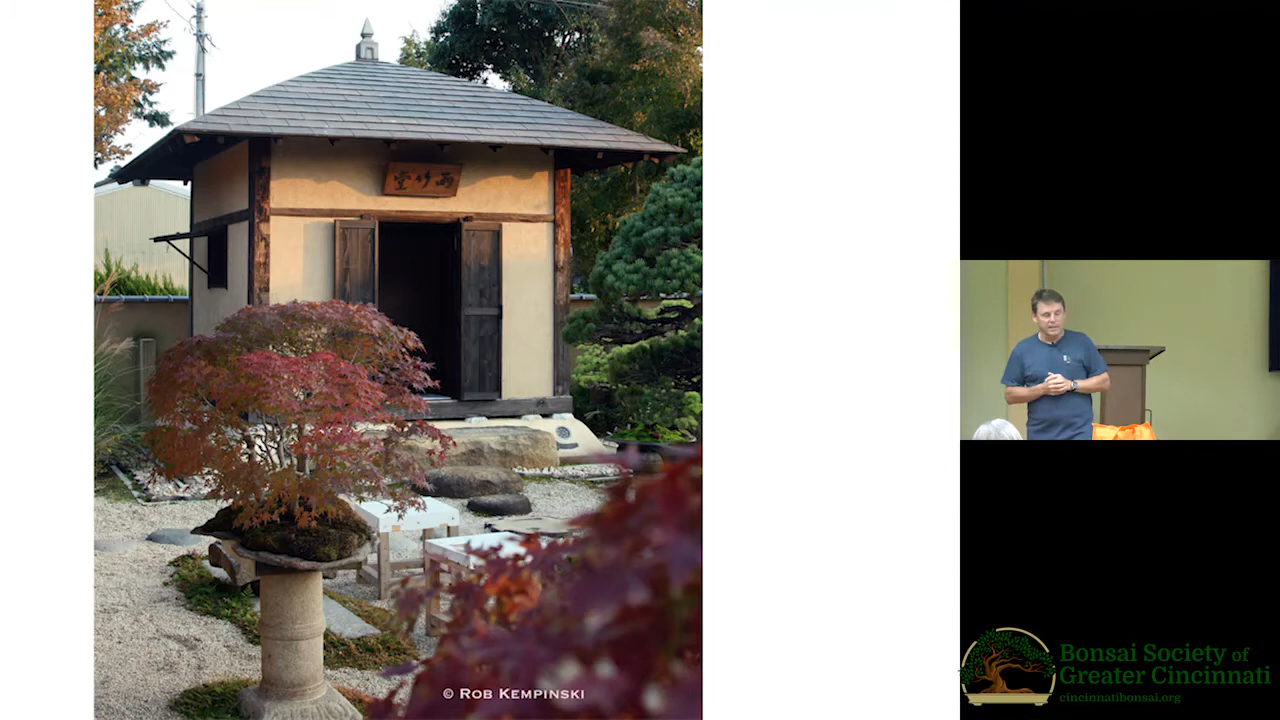 © ROB KEMPINSKI
Bonsai Society of
Greater Cincinnati
cincinnatibonsai.org